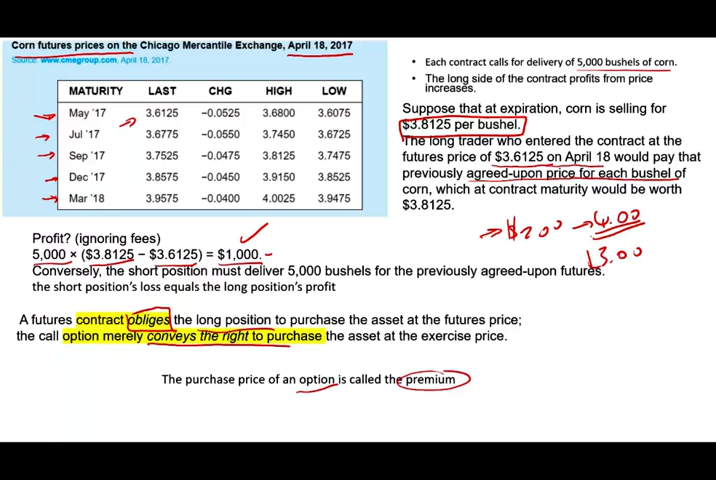 Corn futures prices on the Chicago Mercantile Exchange, April 18, 2017
Source: www.cmegroup.com, April 18, 2017.
MATURITY LAST CHG HIGH LOW
May '17 3.6125 −0.0525 3.6800 3.6075
Jul '17 3.6775 −0.0550 3.7450 3.6725
Sep '17 3.7525 −0.0475 3.8125 3.7475
Dec '17 3.8575 −0.0450 3.9150 3.8525
Mar '18 3.9575 −0.0400 4.0025 3.9475
• Each contract calls for delivery of 5,000 bushels of corn.
• The long side of the contract profits from price
increases.
Suppose that at expiration, corn is selling for
$3.8125 per bushel.
The long trader who entered the contract at the
futures price of $3.6125 on April 18 would pay that
previously agreed-upon price for each bushel of
corn, which at contract maturity would be worth
$3.8125.
4.00
3.00
Profit? (ignoring fees)
5,000 × ($3.8125 − $3.6125) = $1,000.
Conversely, the short position must deliver 5,000 bushels for the previously agreed-upon futures.
the short position's loss equals the long position's profit
A futures contract obliges the long position to purchase the asset at the futures price;
the call option merely conveys the right to purchase the asset at the exercise price.
The purchase price of an option is called the premium